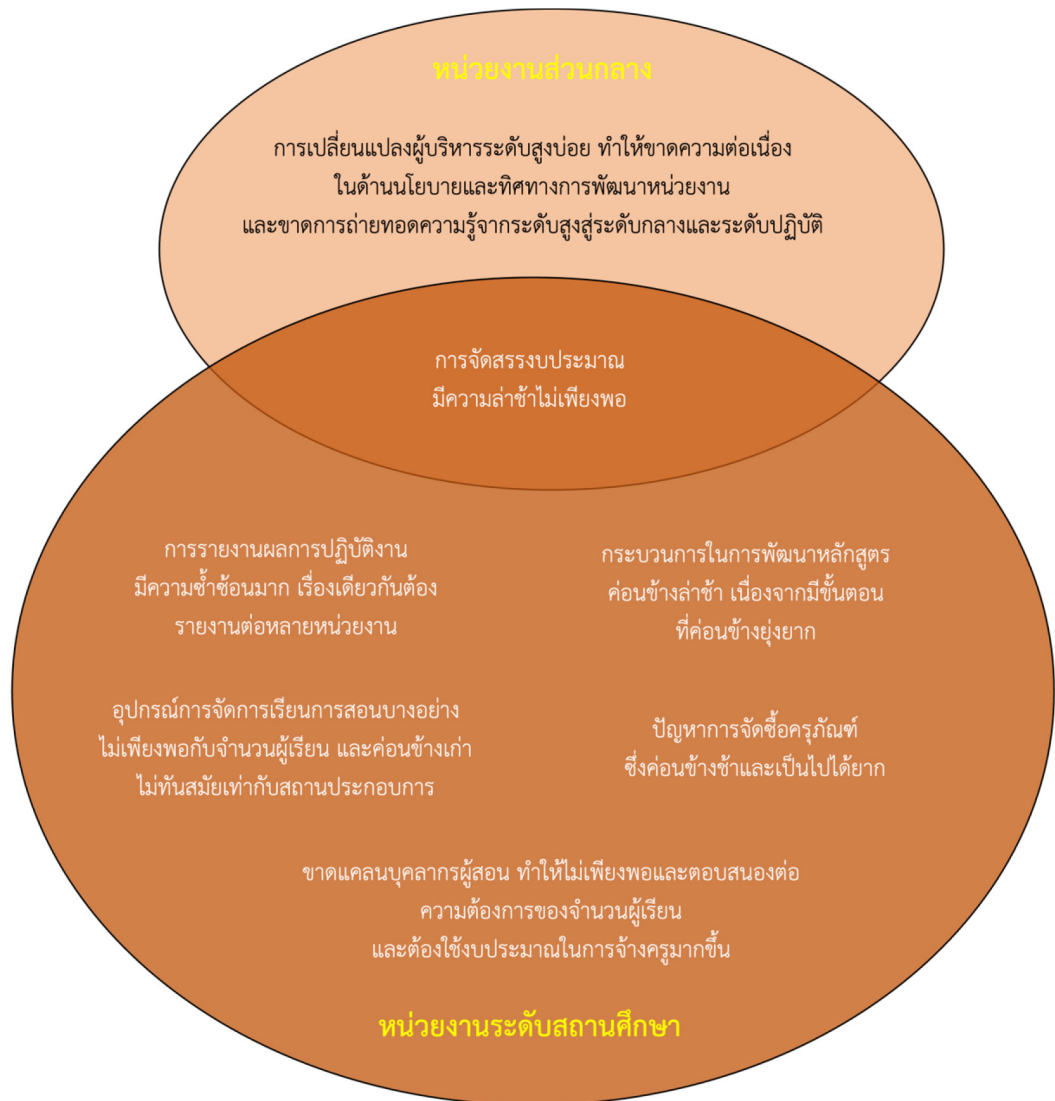 หน่วยงานส่วนกลาง
การเปลี่ยนแปลงผู้บริหารระดับสูงบ่อย ทำให้ขาดความต่อเนื่อง
ในด้านนโยบายและทิศทางการพัฒนาหน่วยงาน
และขาดการถ่ายทอดความรู้จากระดับสูงสู่ระดับกลางและระดับปฏิบัติ
การจัดสรรงบประมาณ
มีความล่าช้าไม่เพียงพอ
การรายงานผลการปฏิบัติงาน
มีความซ้ำซ้อนมาก เรื่องเดียวกันต้อง
รายงานต่อหลายหน่วยงาน
กระบวนการในการพัฒนาหลักสูตร
ค่อนข้างล่าช้า เนื่องจากมีขั้นตอน
ที่ค่อนข้างยุ่งยาก
อุปกรณ์การจัดการเรียนการสอนบางอย่าง
ไม่เพียงพอกับจำนวนผู้เรียน และค่อนข้างเก่า
ไม่ทันสมัยเท่ากับสถานประกอบการ
ปัญหาการจัดซื้อครุภัณฑ์
ซึ่งค่อนข้างช้าและเป็นไปได้ยาก
ขาดแคลนบุคลากรผู้สอน ทำให้ไม่เพียงพอและตอบสนองต่อ
ความต้องการของจำนวนผู้เรียน
และต้องใช้งบประมาณในการจ้างครูมากขึ้น
หน่วยงานระดับสถานศึกษา